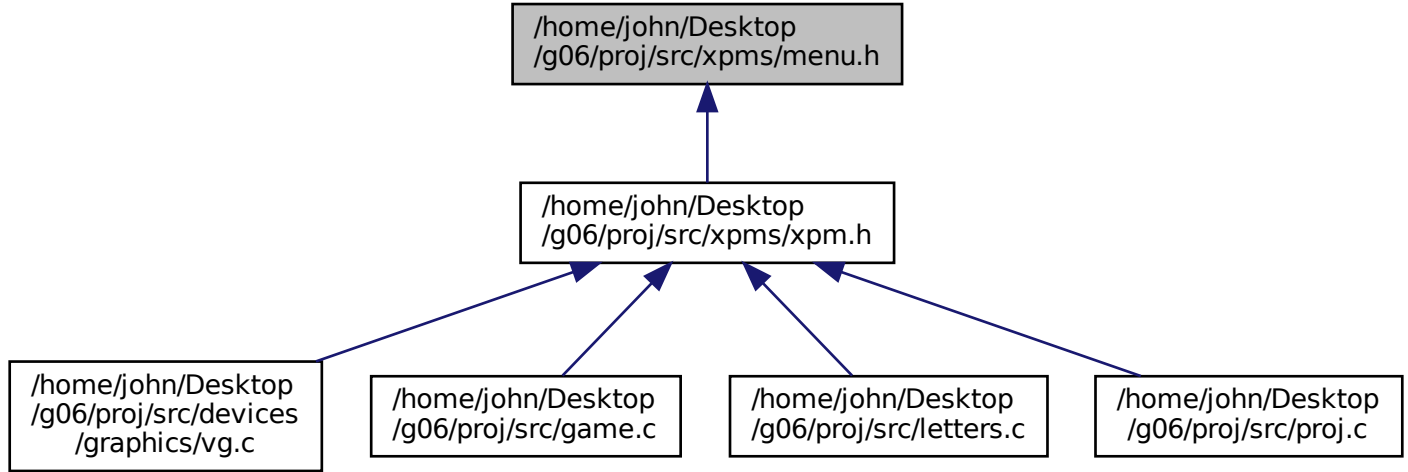 /home/john/Desktop
/g06/proj/src/xpms/menu.h
/home/john/Desktop
/g06/proj/src/xpms/xpm.h
/home/john/Desktop
/g06/proj/src/devices
/graphics/vg.c
/home/john/Desktop
/g06/proj/src/game.c
/home/john/Desktop
/g06/proj/src/letters.c
/home/john/Desktop
/g06/proj/src/proj.c